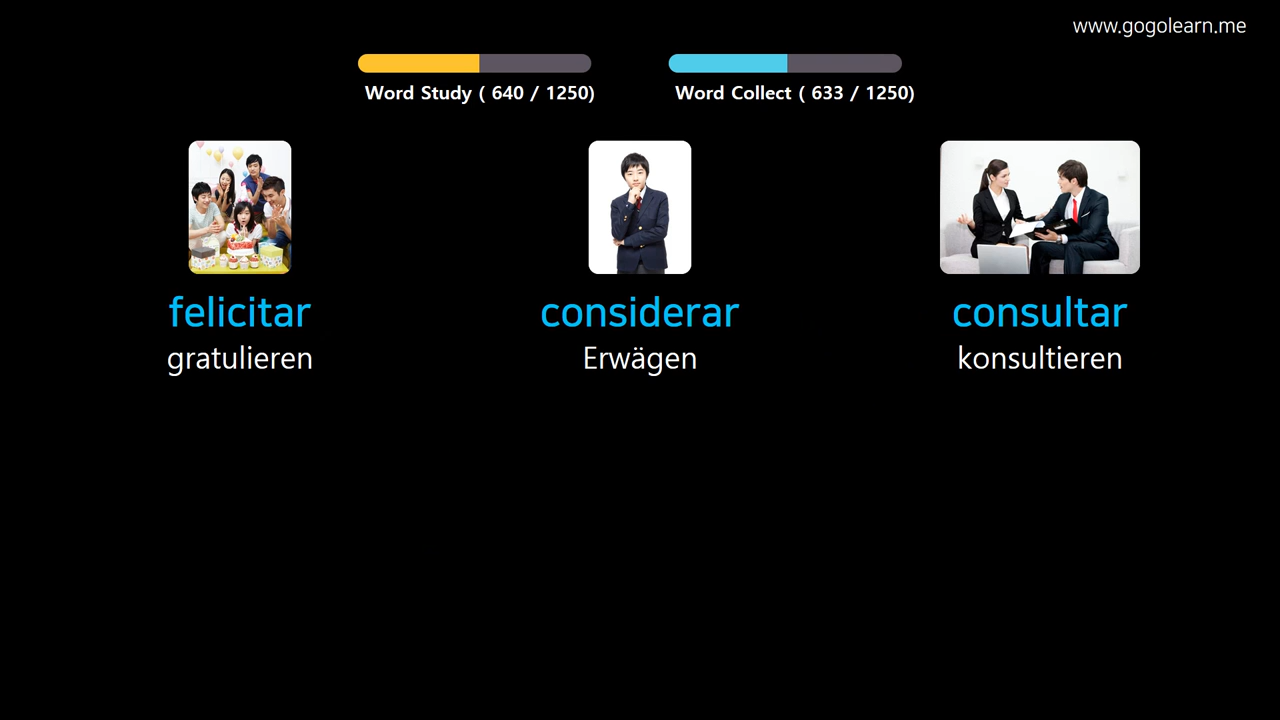 www.gogolearn.me
Word Study ( 640 / 1250)
Word Collect ( 633 / 1250)
felicitar
considerar
consultar
gratulieren
Erwägen
konsultieren